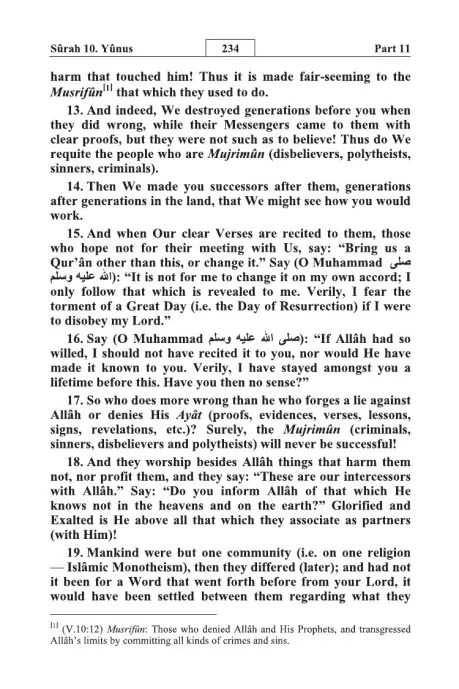 Sûrah 10. Yûnus 234 Part 11
harm that touched him! Thus it is made fair-seeming to the
Musrifûn[1] that which they used to do.
13. And indeed, We destroyed generations before you when
they did wrong, while their Messengers came to them with
clear proofs, but they were not such as to believe! Thus do We
requite the people who are Mujrimûn (disbelievers, polytheists,
sinners, criminals).
14. Then We made you successors after them, generations
after generations in the land, that We might see how you would
work.
15. And when Our clear Verses are recited to them, those
who hope not for their meeting with Us, say: “Bring us a
Qur’ân other than this, or change it.” Say (O Muhammad صلى
الله عليه وسلم): “It is not for me to change it on my own accord; I
only follow that which is revealed to me. Verily, I fear the
torment of a Great Day (i.e. the Day of Resurrection) if I were
to disobey my Lord.”
16. Say (O Muhammad صلى الله عليه وسلم): “If Allâh had so
willed, I should not have recited it to you, nor would He have
made it known to you. Verily, I have stayed amongst you a
lifetime before this. Have you then no sense?”
17. So who does more wrong than he who forges a lie against
Allâh or denies His Ayât (proofs, evidences, verses, lessons,
signs, revelations, etc.)? Surely, the Mujrimûn (criminals,
sinners, disbelievers and polytheists) will never be successful!
18. And they worship besides Allâh things that harm them
not, nor profit them, and they say: “These are our intercessors
with Allâh.” Say: “Do you inform Allâh of that which He
knows not in the heavens and on the earth?” Glorified and
Exalted is He above all that which they associate as partners
(with Him)!
19. Mankind were but one community (i.e. on one religion
— Islâmic Monotheism), then they differed (later); and had not
it been for a Word that went forth before from your Lord, it
would have been settled between them regarding what they
[1] (V.10:12) Musrifûn: Those who denied Allâh and His Prophets, and transgressed
Allâh’s limits by committing all kinds of crimes and sins.